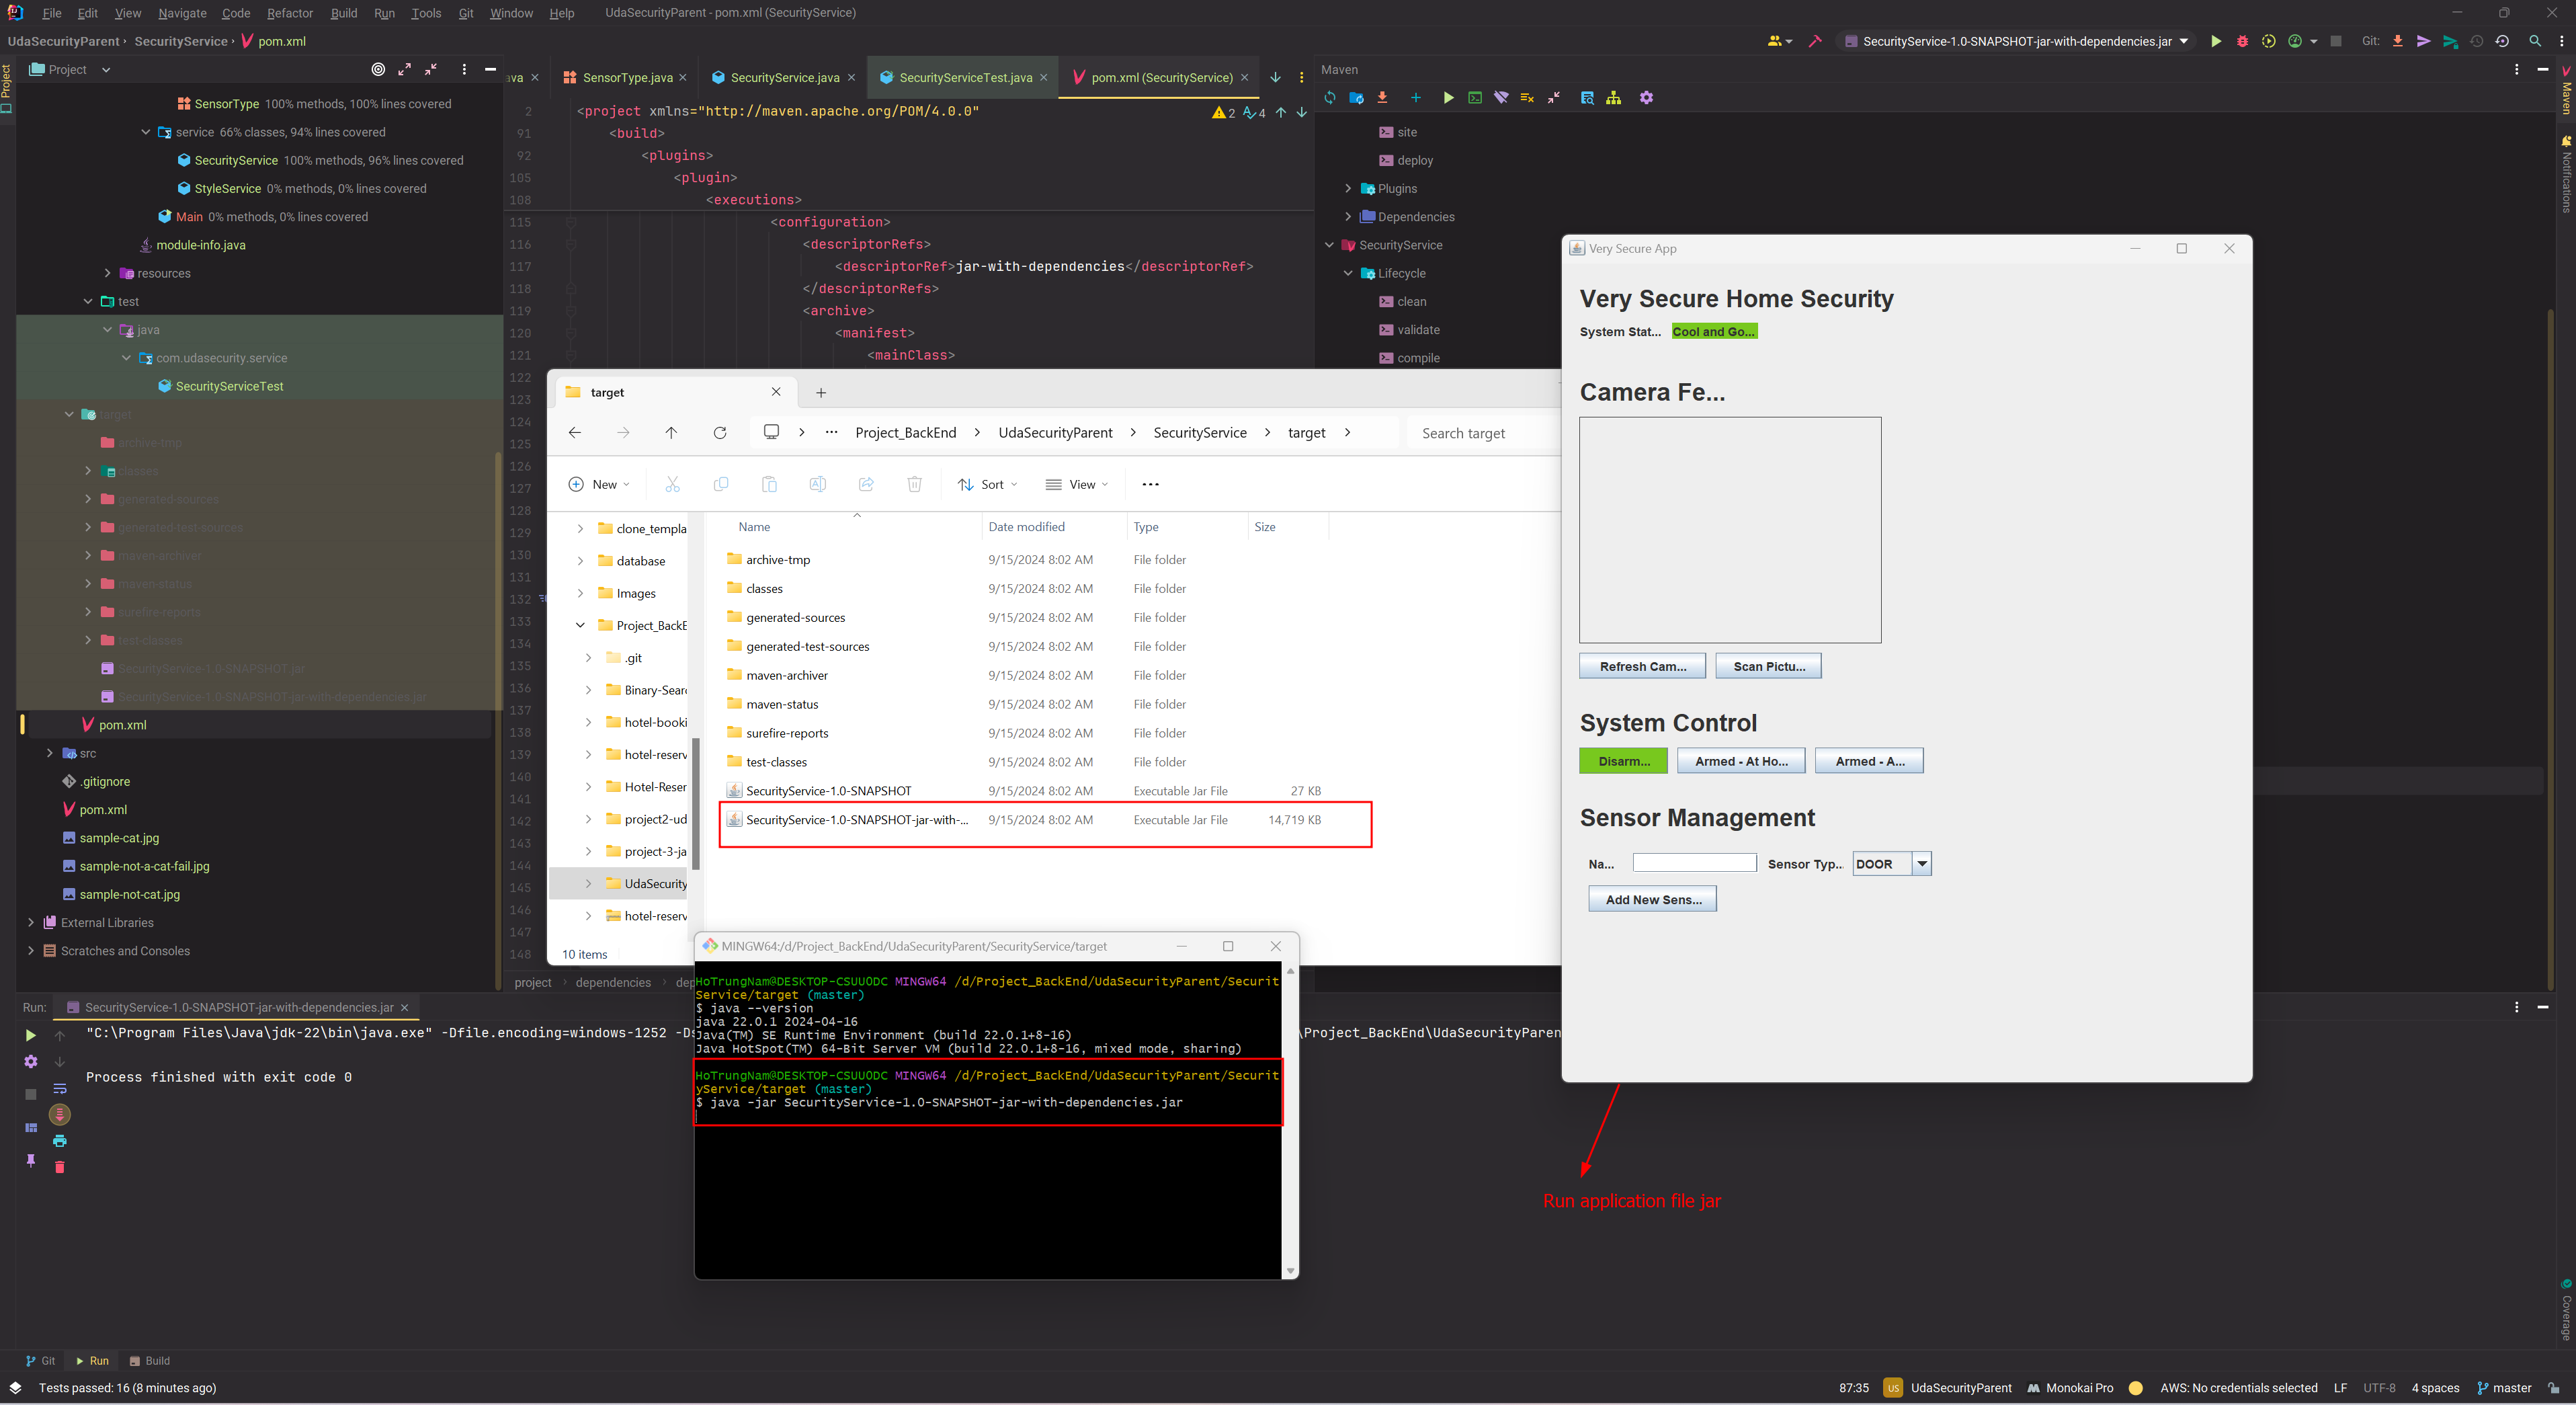 File Edit View Navigate Code Refactor Build Run Tools Git Window Help UdaSecurityParent - pom.xml (SecurityService)
UdaSecurityParent › SecurityService › pom.xml
SecurityService-1.0-SNAPSHOT-jar-with-dependencies.jar Git:
Project
Project
SensorType 100% methods, 100% lines covered
service 66% classes, 94% lines covered
SecurityService 100% methods, 96% lines covered
StyleService 0% methods, 0% lines covered
Main 0% methods, 0% lines covered
module-info.java
resources
test
java
com.udasecurity.service
SecurityServiceTest
target
archive-tmp
classes
generated-sources
generated-test-sources
maven-archiver
maven-status
surefire-reports
test-classes
SecurityService-1.0-SNAPSHOT.jar
SecurityService-1.0-SNAPSHOT-jar-with-dependencies.jar
pom.xml
src
.gitignore
pom.xml
sample-cat.jpg
sample-not-a-cat-fail.jpg
sample-not-cat.jpg
External Libraries
Scratches and Consoles
ava SensorType.java SecurityService.java SecurityServiceTest.java pom.xml (SecurityService)
2 4
2 <project xmlns="http://maven.apache.org/POM/4.0.0"
91 <build>
92 <plugins>
105 <plugin>
108 <executions>
115 <configuration>
116 <descriptorRefs>
117 <descriptorRef>jar-with-dependencies</descriptorRef>
118 </descriptorRefs>
119 <archive>
120 <manifest>
121 <mainClass>
122
123
124
125
126
127
128
129
130
131
132
133
134
135
136
137
138
139
140
141
142
143
144
145
146
147
148
project › dependencies › dep
Maven
site
deploy
Plugins
Dependencies
SecurityService
Lifecycle
clean
validate
compile
Maven
Notifications
Coverage
target
Project_BackEnd > UdaSecurityParent > SecurityService > target >
Search target
New Sort View
Name Date modified Type Size
clone_templa
database
Images
Project_BackE
.git
Binary-Sear
hotel-booki
hotel-reserv
Hotel-Reser
project2-ud
project-3-ja
UdaSecurity
hotel-reserv
archive-tmp 9/15/2024 8:02 AM File folder
classes 9/15/2024 8:02 AM File folder
generated-sources 9/15/2024 8:02 AM File folder
generated-test-sources 9/15/2024 8:02 AM File folder
maven-archiver 9/15/2024 8:02 AM File folder
maven-status 9/15/2024 8:02 AM File folder
surefire-reports 9/15/2024 8:02 AM File folder
test-classes 9/15/2024 8:02 AM File folder
SecurityService-1.0-SNAPSHOT 9/15/2024 8:02 AM Executable Jar File 27 KB
SecurityService-1.0-SNAPSHOT-jar-with-... 9/15/2024 8:02 AM Executable Jar File 14,719 KB
10 items
MINGW64:/d/Project_BackEnd/UdaSecurityParent/SecurityService/target
HoTrungNam@DESKTOP-CSUU0DC MINGW64 /d/Project_BackEnd/UdaSecurityParent/Securit
yService/target (master)
$ java --version
java 22.0.1 2024-04-16
Java(TM) SE Runtime Environment (build 22.0.1+8-16)
Java HotSpot(TM) 64-Bit Server VM (build 22.0.1+8-16, mixed mode, sharing)
HoTrungNam@DESKTOP-CSUU0DC MINGW64 /d/Project_BackEnd/UdaSecurityParent/Securit
yService/target (master)
$ java -jar SecurityService-1.0-SNAPSHOT-jar-with-dependencies.jar
Very Secure App
Very Secure Home Security
System Stat... Cool and Go...
Camera Fe...
Refresh Cam... Scan Pictu...
System Control
Disarm... Armed - At Ho... Armed - A...
Sensor Management
Na... Sensor Typ... DOOR
Add New Sens...
Run application file jar
Run: SecurityService-1.0-SNAPSHOT-jar-with-dependencies.jar
"C:\Program Files\Java\jdk-22\bin\java.exe" -Dfile.encoding=windows-1252 -Ds \Project_BackEnd\UdaSecurityParen
Process finished with exit code 0
Git Run Build
Tests passed: 16 (8 minutes ago)
87:35 US UdaSecurityParent Monokai Pro AWS: No credentials selected LF UTF-8 4 spaces master